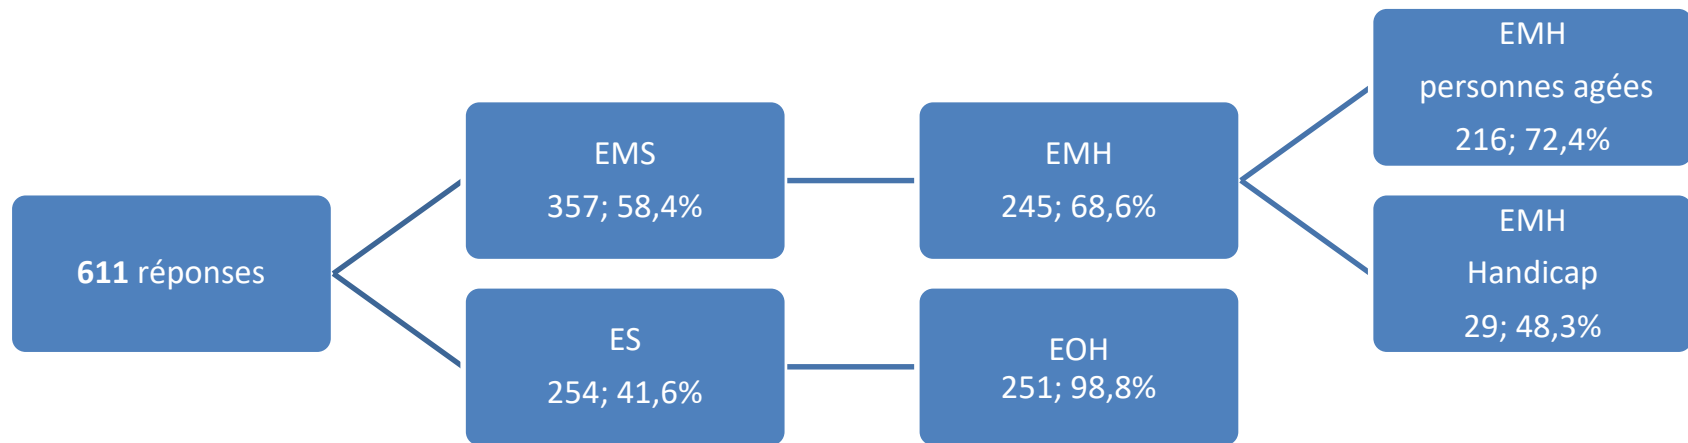 611 réponses
EMS
357; 58,4%
ES
254; 41,6%
EMH
245; 68,6%
EOH
251; 98,8%
EMH
personnes agées
216; 72,4%
EMH
Handicap
29; 48,3%